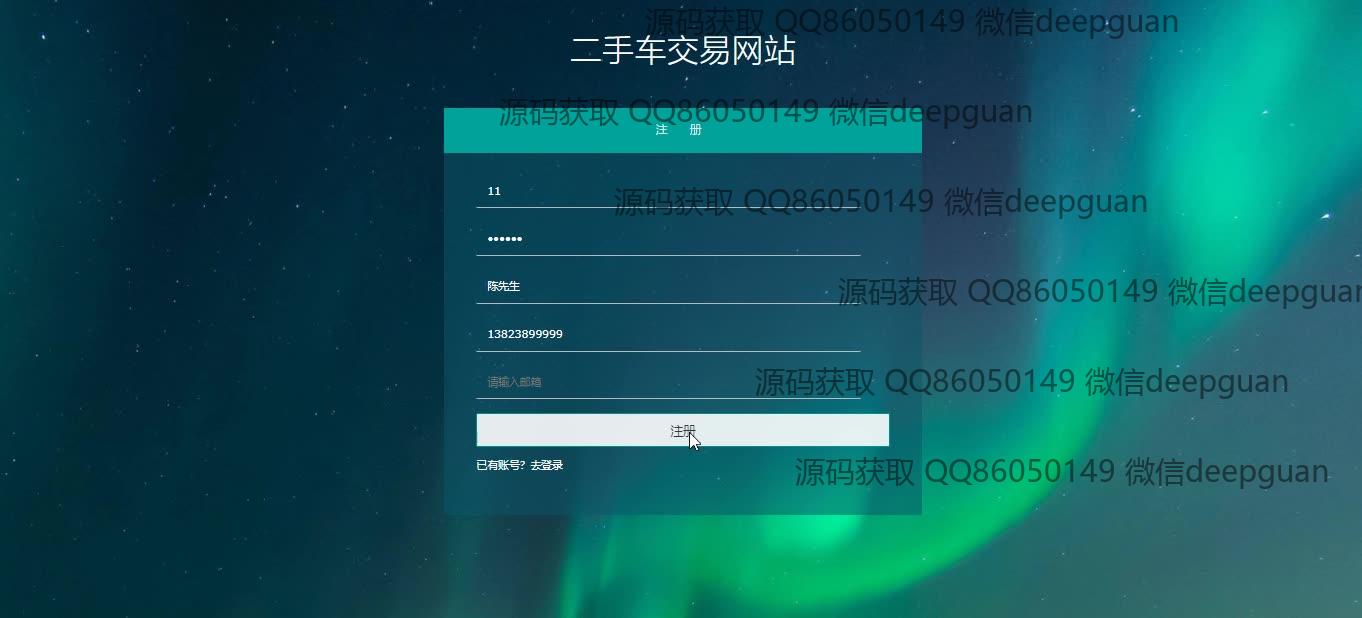 源码获取 QQ86050149 微信deepguan
二手车交易网站
源码获取 QQ86050149 微信deepguan
注 册
11
源码获取 QQ86050149 微信deepguan
••••••
陈先生
源码获取 QQ86050149 微信deepguan
13823899999
请输入邮箱
源码获取 QQ86050149 微信deepguan
注册
已有账号? 去登录
源码获取 QQ86050149 微信deepguan